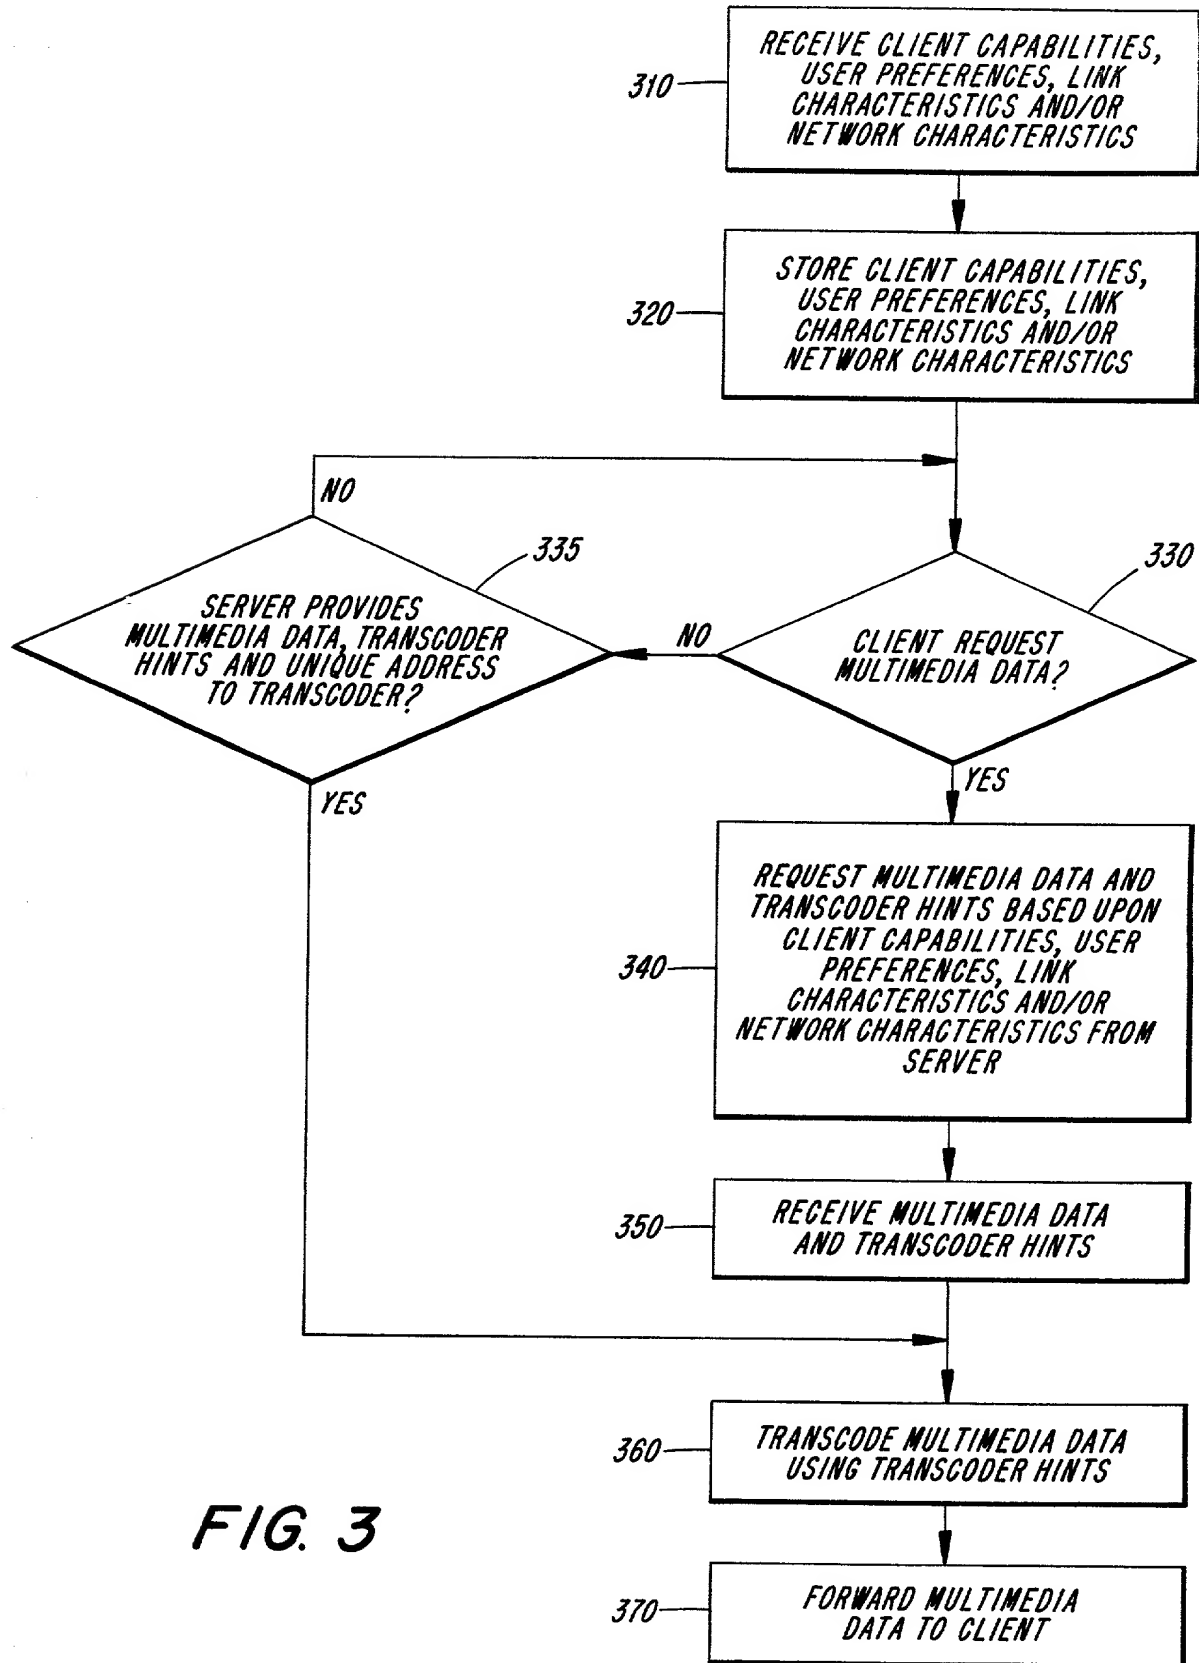 RECEIVE CLIENT CAPABILITIES,
USER PREFERENCES, LINK
CHARACTERISTICS AND/OR
NETWORK CHARACTERISTICS
310
STORE CLIENT CAPABILITIES,
USER PREFERENCES, LINK
CHARACTERISTICS AND/OR
NETWORK CHARACTERISTICS
320
NO
335
SERVER PROVIDES
MULTIMEDIA DATA, TRANSCODER
HINTS AND UNIQUE ADDRESS
TO TRANSCODER?
YES
NO
330
CLIENT REQUEST
MULTIMEDIA DATA?
YES
REQUEST MULTIMEDIA DATA AND
TRANSCODER HINTS BASED UPON
CLIENT CAPABILITIES, USER
PREFERENCES, LINK
CHARACTERISTICS AND/OR
NETWORK CHARACTERISTICS FROM
SERVER
340
RECEIVE MULTIMEDIA DATA
AND TRANSCODER HINTS
350
TRANSCODE MULTIMEDIA DATA
USING TRANSCODER HINTS
360
FORWARD MULTIMEDIA
DATA TO CLIENT
370
FIG. 3